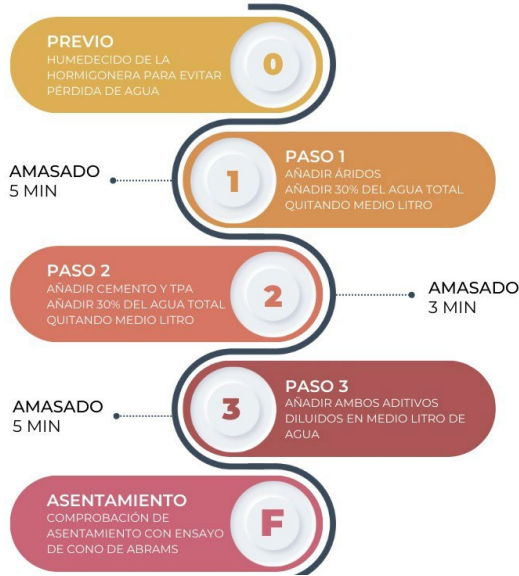 PREVIO
HUMEDECIDO DE LA
HORMIGONERA PARA EVITAR
PÉRDIDA DE AGUA
0
AMASADO
5 MIN
1
PASO 1
AÑADIR ÁRIDOS
AÑADIR 30% DEL AGUA TOTAL
QUITANDO MEDIO LITRO
PASO 2
AÑADIR CEMENTO Y TPA
AÑADIR 30% DEL AGUA TOTAL
QUITANDO MEDIO LITRO
2
AMASADO
3 MIN
AMASADO
5 MIN
3
PASO 3
AÑADIR AMBOS ADITIVOS
DILUIDOS EN MEDIO LITRO DE
AGUA
ASENTAMIENTO
COMPROBACIÓN DE
ASENTAMIENTO CON ENSAYO
DE CONO DE ABRAMS
F